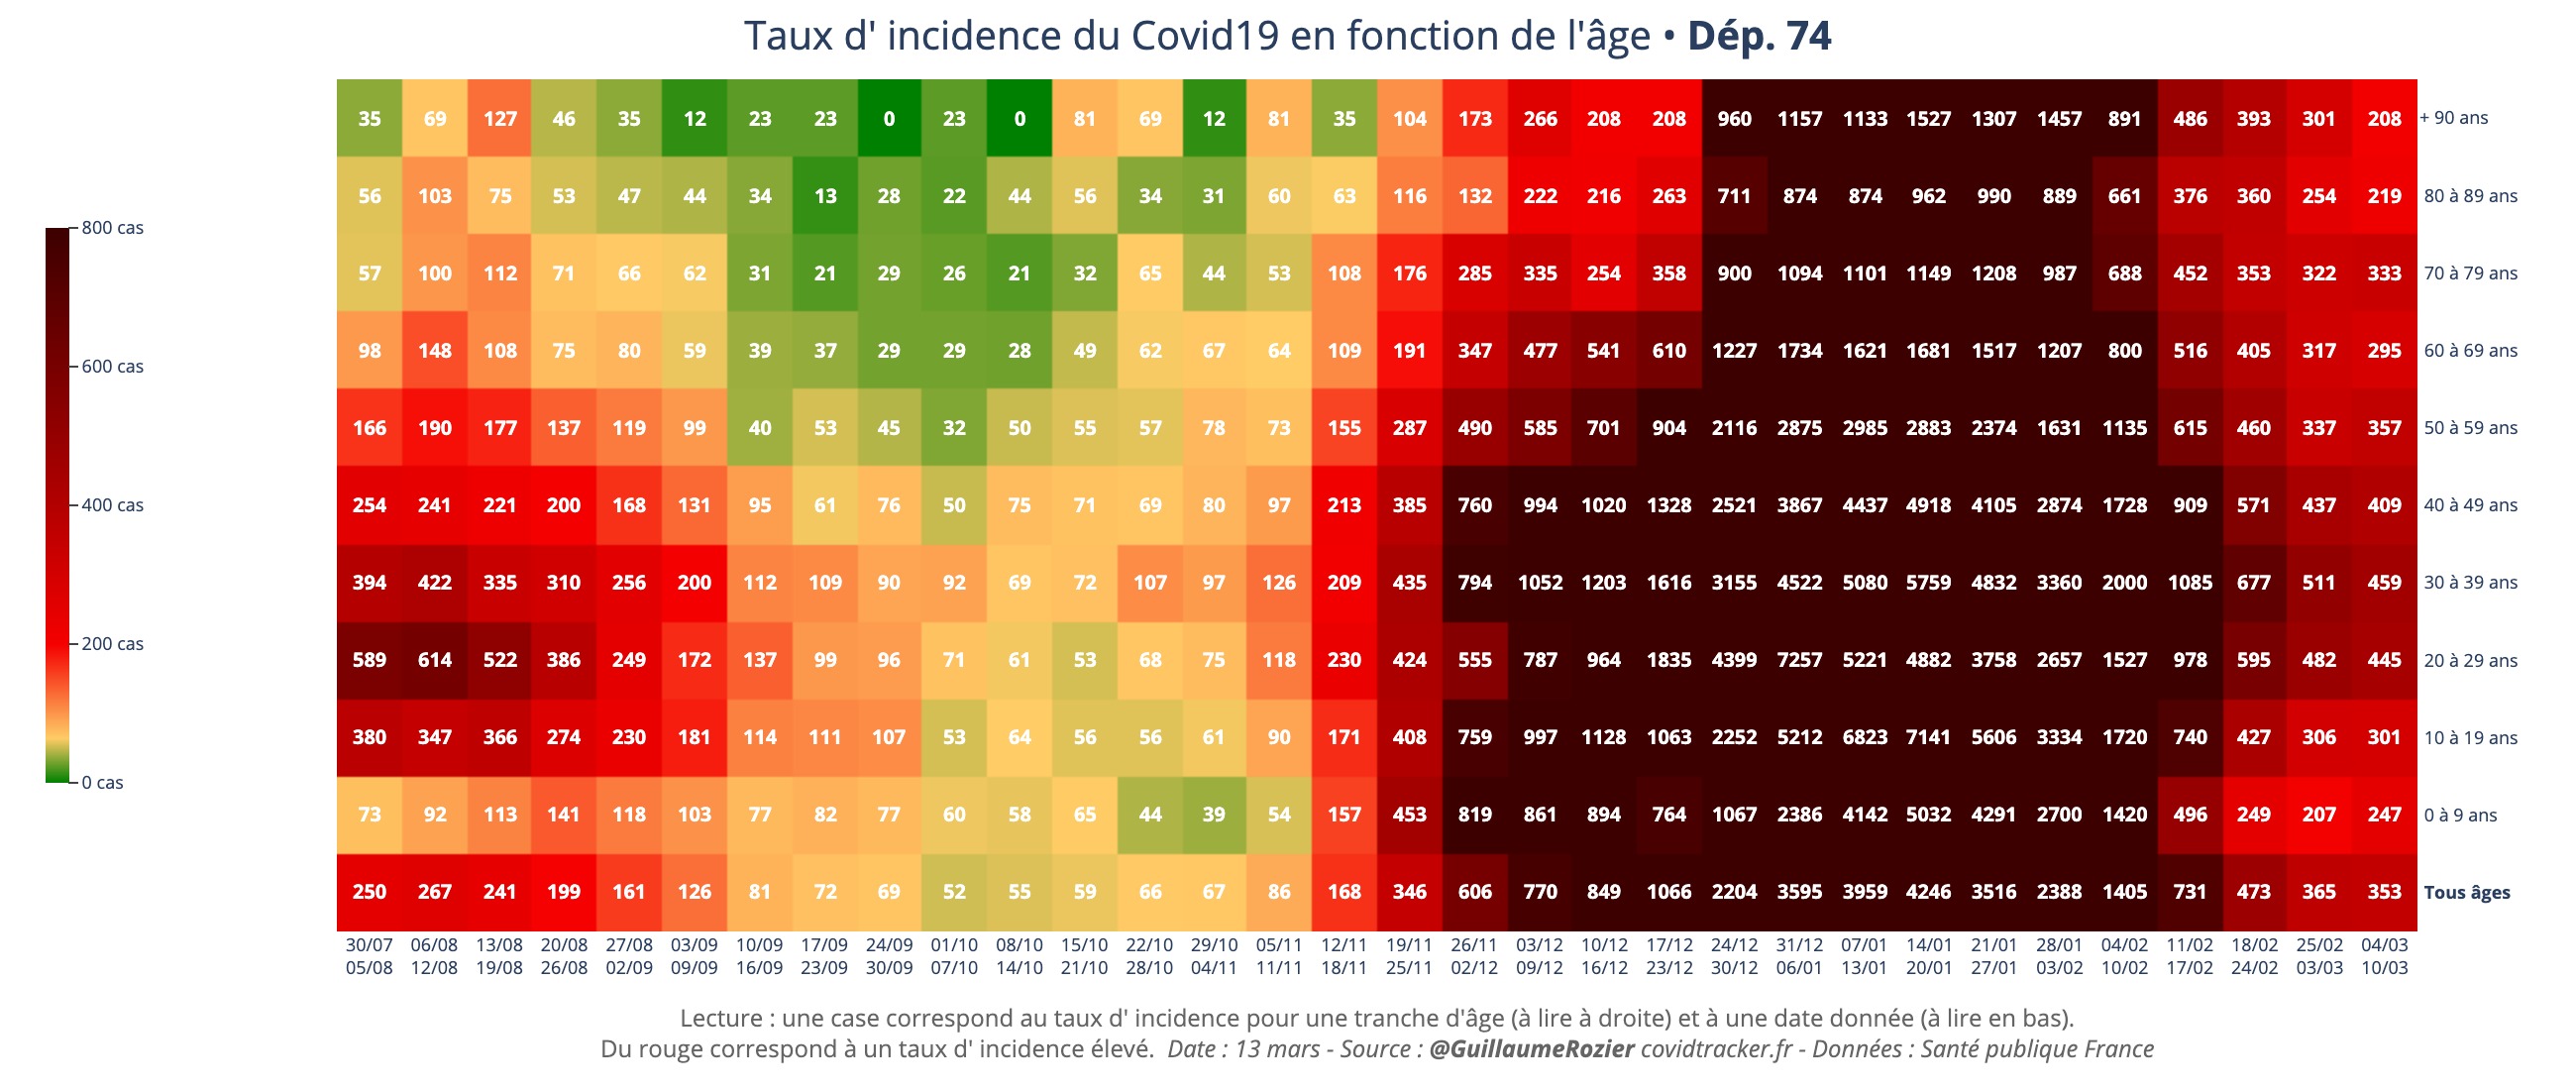 Taux d' incidence du Covid19 en fonction de l'âge • Dép. 74
35 69 127 46 35 12 23 23 0 23 0 81 69 12 81 35 104 173 266 208 208 960 1157 1133 1527 1307 1457 891 486 393 301 208 + 90 ans
56 103 75 53 47 44 34 13 28 22 44 56 34 31 60 63 116 132 222 216 263 711 874 874 962 990 889 661 376 360 254 219 80 à 89 ans
57 100 112 71 66 62 31 21 29 26 21 32 65 44 53 108 176 285 335 254 358 900 1094 1101 1149 1208 987 688 452 353 322 333 70 à 79 ans
98 148 108 75 80 59 39 37 29 29 28 49 62 67 64 109 191 347 477 541 610 1227 1734 1621 1681 1517 1207 800 516 405 317 295 60 à 69 ans
166 190 177 137 119 99 40 53 45 32 50 55 57 78 73 155 287 490 585 701 904 2116 2875 2985 2883 2374 1631 1135 615 460 337 357 50 à 59 ans
254 241 221 200 168 131 95 61 76 50 75 71 69 80 97 213 385 760 994 1020 1328 2521 3867 4437 4918 4105 2874 1728 909 571 437 409 40 à 49 ans
394 422 335 310 256 200 112 109 90 92 69 72 107 97 126 209 435 794 1052 1203 1616 3155 4522 5080 5759 4832 3360 2000 1085 677 511 459 30 à 39 ans
589 614 522 386 249 172 137 99 96 71 61 53 68 75 118 230 424 555 787 964 1835 4399 7257 5221 4882 3758 2657 1527 978 595 482 445 20 à 29 ans
380 347 366 274 230 181 114 111 107 53 64 56 56 61 90 171 408 759 997 1128 1063 2252 5212 6823 7141 5606 3334 1720 740 427 306 301 10 à 19 ans
73 92 113 141 118 103 77 82 77 60 58 65 44 39 54 157 453 819 861 894 764 1067 2386 4142 5032 4291 2700 1420 496 249 207 247 0 à 9 ans
250 267 241 199 161 126 81 72 69 52 55 59 66 67 86 168 346 606 770 849 1066 2204 3595 3959 4246 3516 2388 1405 731 473 365 353 Tous âges
30/07 06/08 13/08 20/08 27/08 03/09 10/09 17/09 24/09 01/10 08/10 15/10 22/10 29/10 05/11 12/11 19/11 26/11 03/12 10/12 17/12 24/12 31/12 07/01 14/01 21/01 28/01 04/02 11/02 18/02 25/02 04/03
05/08 12/08 19/08 26/08 02/09 09/09 16/09 23/09 30/09 07/10 14/10 21/10 28/10 04/11 11/11 18/11 25/11 02/12 09/12 16/12 23/12 30/12 06/01 13/01 20/01 27/01 03/02 10/02 17/02 24/02 03/03 10/03
800 cas
600 cas
400 cas
200 cas
0 cas
Lecture : une case correspond au taux d' incidence pour une tranche d'âge (à lire à droite) et à une date donnée (à lire en bas).
Du rouge correspond à un taux d' incidence élevé. Date : 13 mars - Source : @GuillaumeRozier covidtracker.fr - Données : Santé publique France